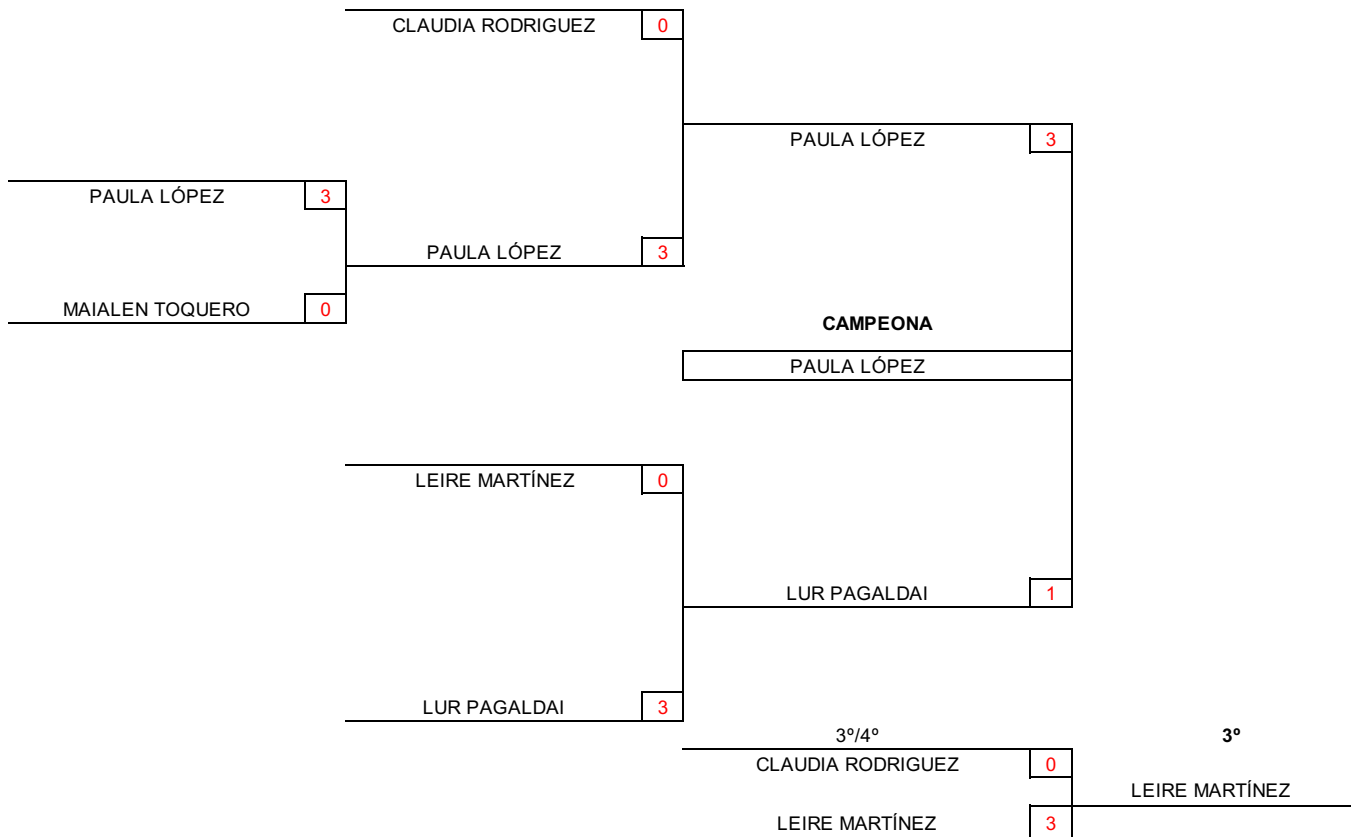 CLAUDIA RODRIGUEZ 0
PAULA LÓPEZ 3
PAULA LÓPEZ 3
PAULA LÓPEZ 3
MAIALEN TOQUERO 0
CAMPEONA
PAULA LÓPEZ
LEIRE MARTÍNEZ 0
LUR PAGALDAI 1
LUR PAGALDAI 3
3º/4º 3º
CLAUDIA RODRIGUEZ 0
LEIRE MARTÍNEZ
LEIRE MARTÍNEZ 3